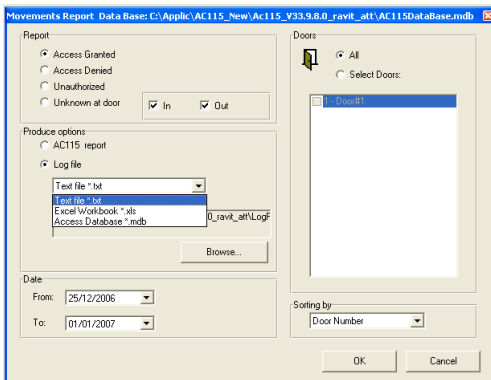 Movements Report Data Base: C:\Applic\AC115_New\Ac115_V33.9.8.0_ravit_att\AC115DataBase.mdb
Report
Access Granted
Access Denied
Unauthorized
Unknown at door
In
Out
Produce options
AC115 report
Log file
Text file *.txt
Text file *.txt
Excel Workbook *.xls
Access Database *.mdb
0_ravit_att\LogF
Browse...
Date
From:
25/12/2006
To:
01/01/2007
Doors
All
Select Doors:
1 - Door#1
Sorting by
Door Number
OK
Cancel